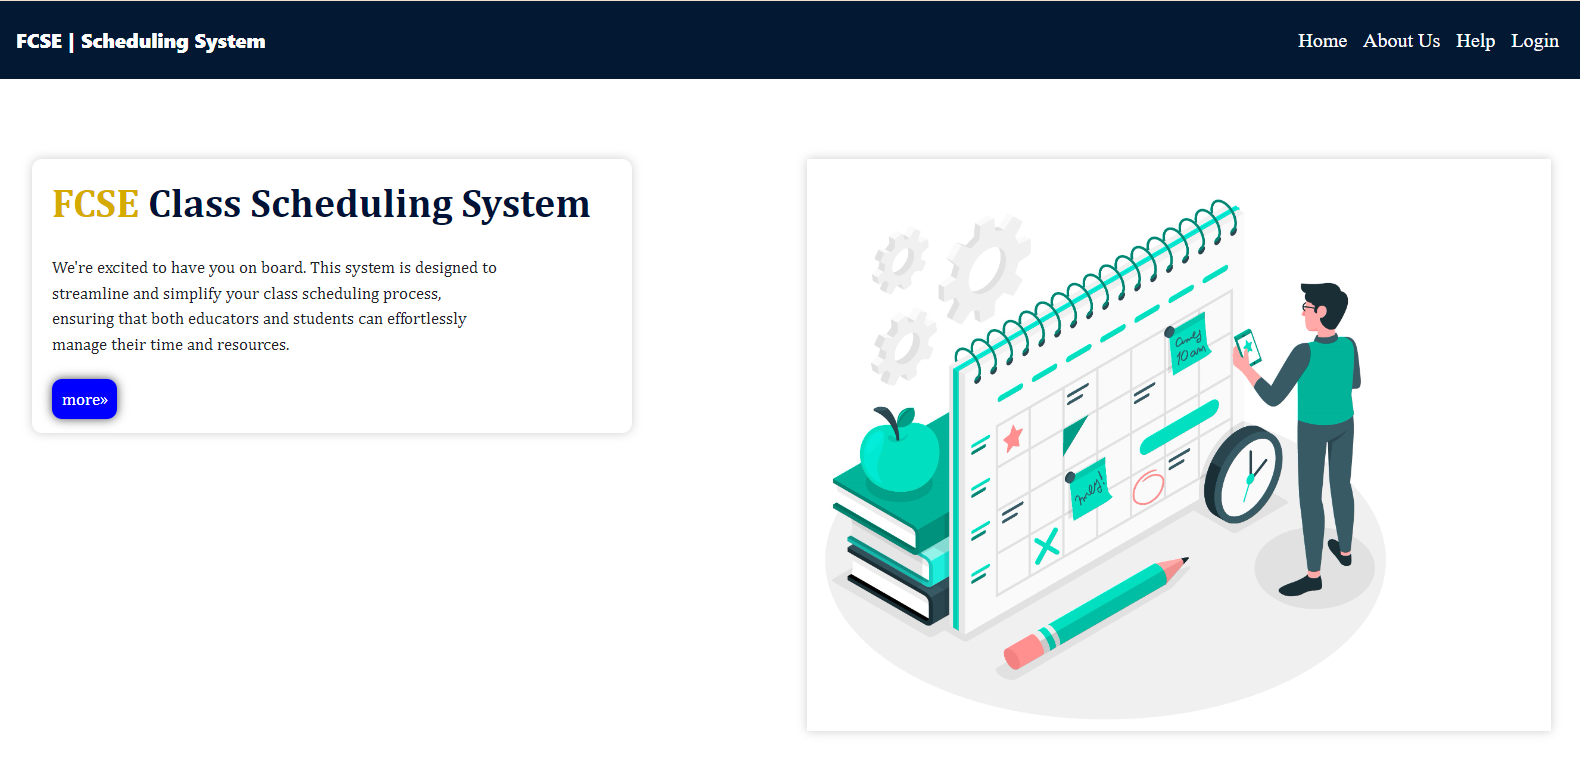 FCSE | Scheduling System
Home About Us Help Login
FCSE Class Scheduling System
We're excited to have you on board. This system is designed to
streamline and simplify your class scheduling process,
ensuring that both educators and students can effortlessly
manage their time and resources.
more»
10 am